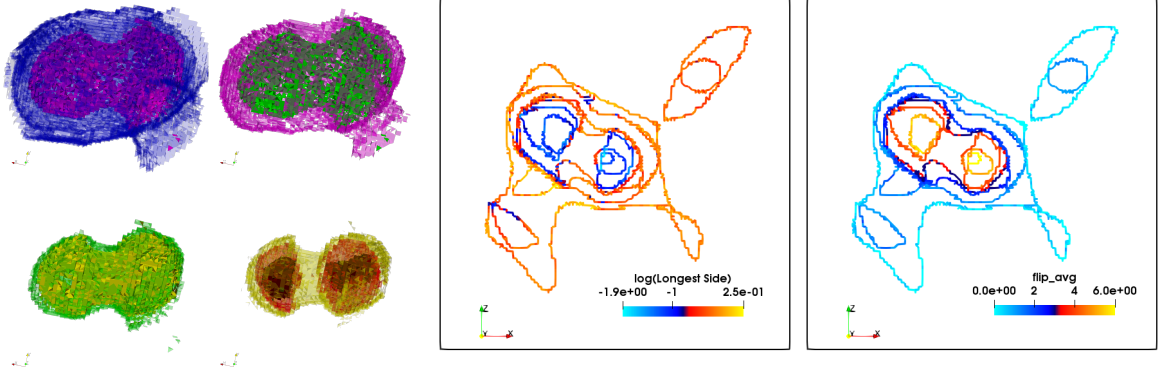 log(Longest Side)
-1.9e+00 -1 2.5e-01
Z
Y X
flip_avg
0.0e+00 2 4 6.0e+00
Z
Y X